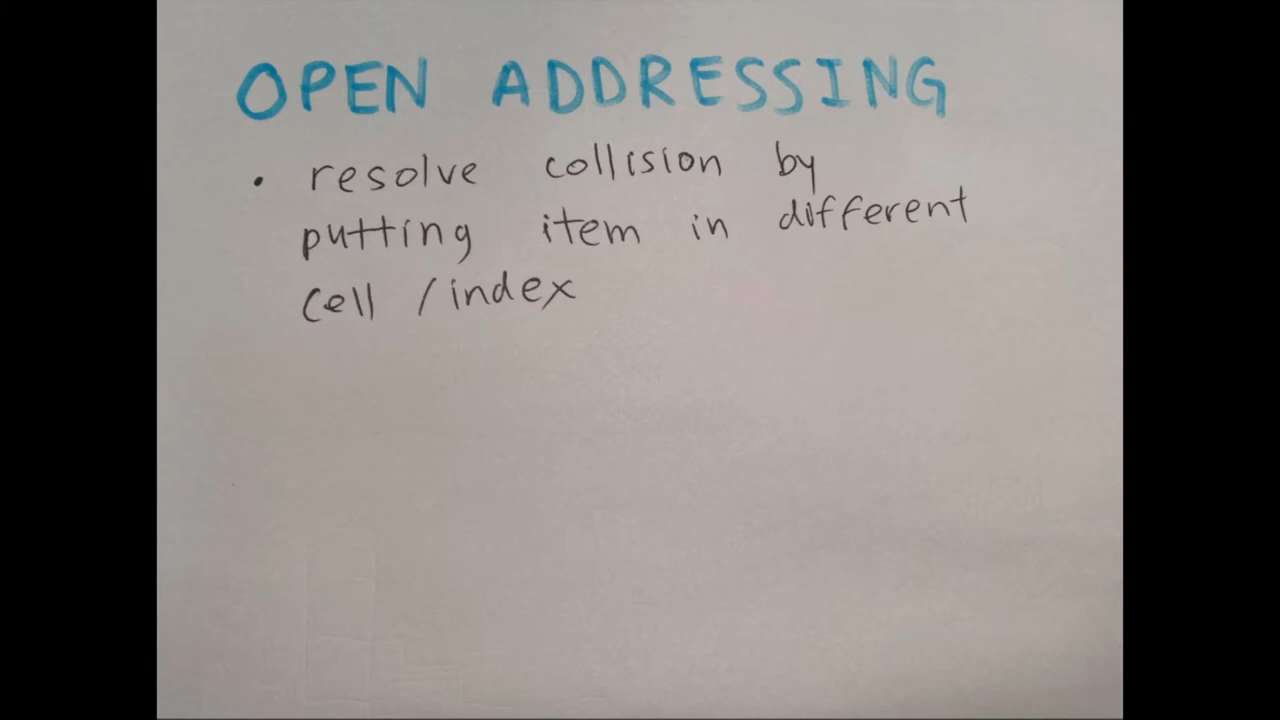 OPEN ADDRESSING
• resolve collision by
putting item in different
cell / index